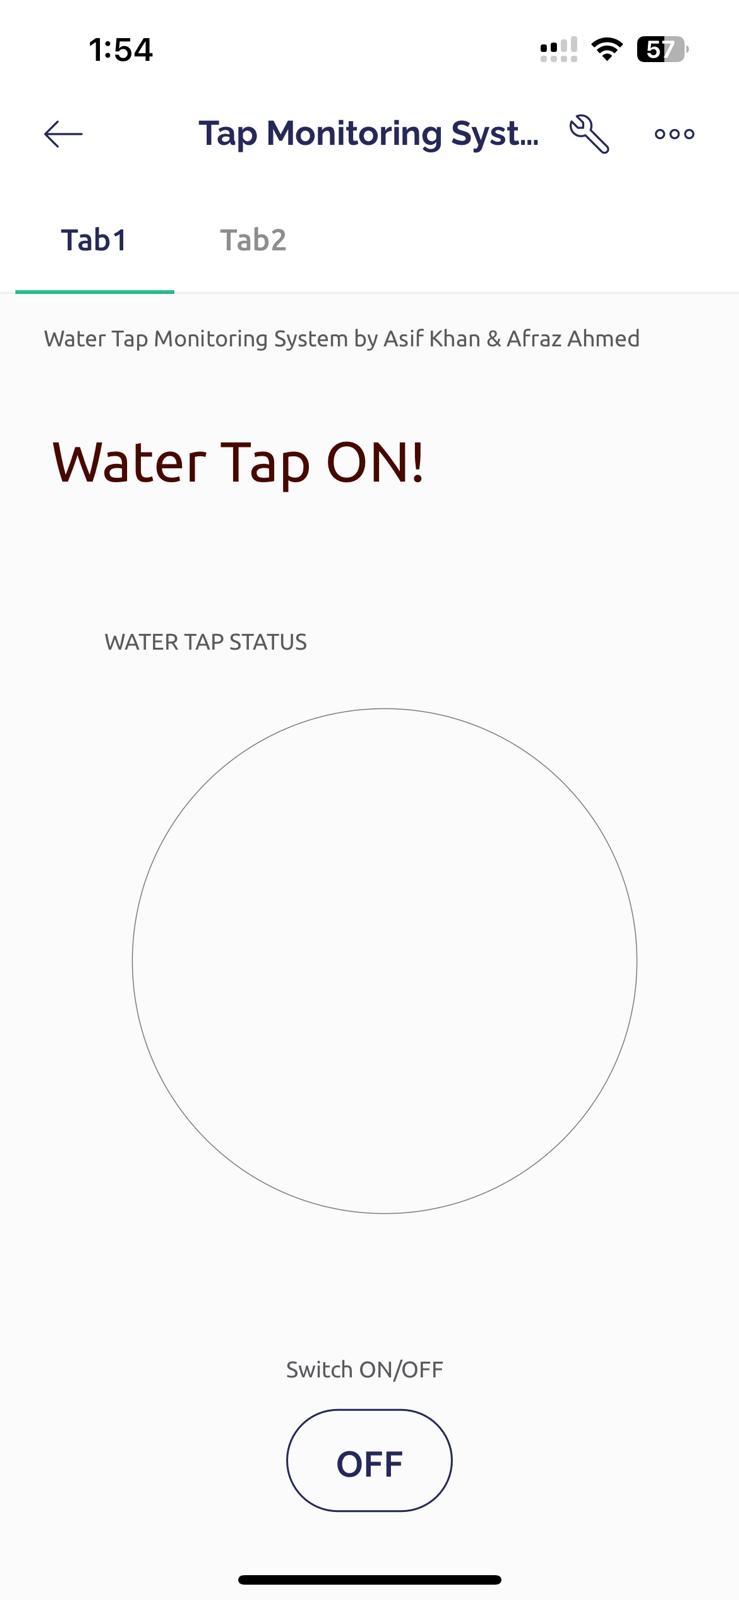 1:54
57
Tap Monitoring Syst...
Tab1 Tab2
Water Tap Monitoring System by Asif Khan & Afraz Ahmed
Water Tap ON!
WATER TAP STATUS
Switch ON/OFF
OFF